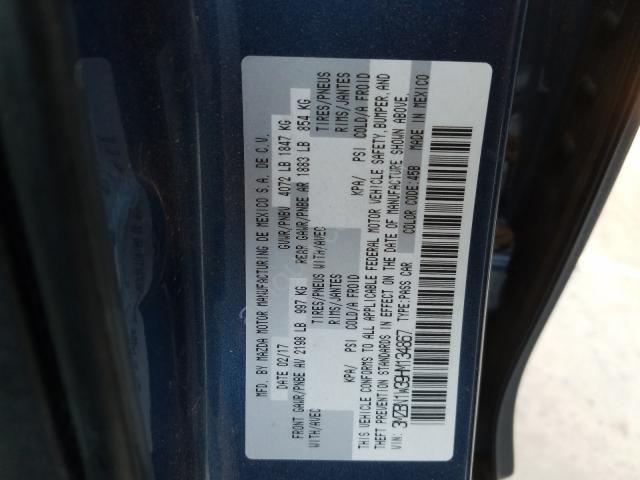 MFD. BY MAZDA MOTOR MANUFACTURING DE MEXICO S.A. DE C.V.
DATE 02/17 GVWR/PNBV 4072 LB 1847 KG
FRONT GAWR/PNBE AV 2198 LB 997 KG REAR GAWR/PNBE AR 1883 LB 854 KG
WITH/AVEC TIRES/PNEUS WITH/AVEC TIRES/PNEUS
RIMS/JANTES RIMS/JANTES
KPA/ PSI COLD/A FROID KPA/ PSI COLD/A FROID
THIS VEHICLE CONFORMS TO ALL APPLICABLE FEDERAL MOTOR VEHICLE SAFETY, BUMPER, AND
THEFT PREVENTION STANDARDS IN EFFECT ON THE DATE OF MANUFACTURE SHOWN ABOVE.
VIN: 3MZBN1W39HM134867 TYPE:PASS CAR COLOR CODE:45B MADE IN MEXICO